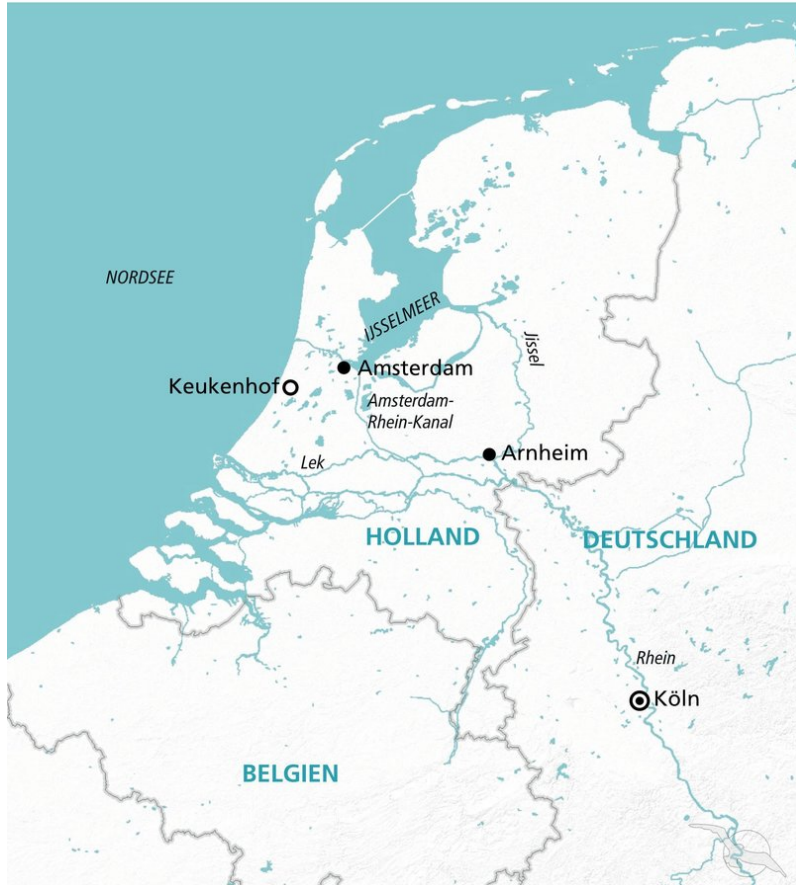 NORDSEE
IJSSELMEER
Ijssel
Amsterdam
Keukenhof
Amsterdam-
Rhein-Kanal
Arnheim
Lek
HOLLAND
DEUTSCHLAND
Rhein
Köln
BELGIEN